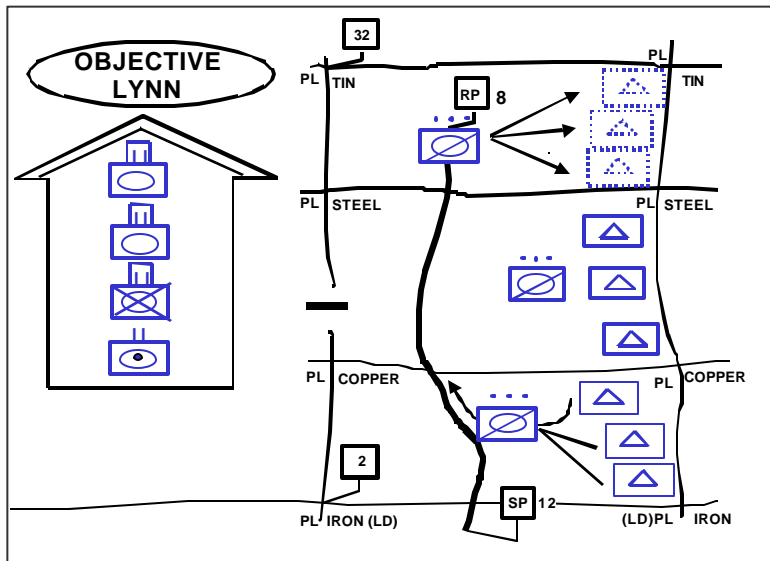 OBJECTIVE
LYNN
32
PL
TIN
PL
TIN
RP 8
PL STEEL
PL STEEL
PL COPPER
PL COPPER
2
SP 12
PL IRON (LD)
(LD) PL IRON